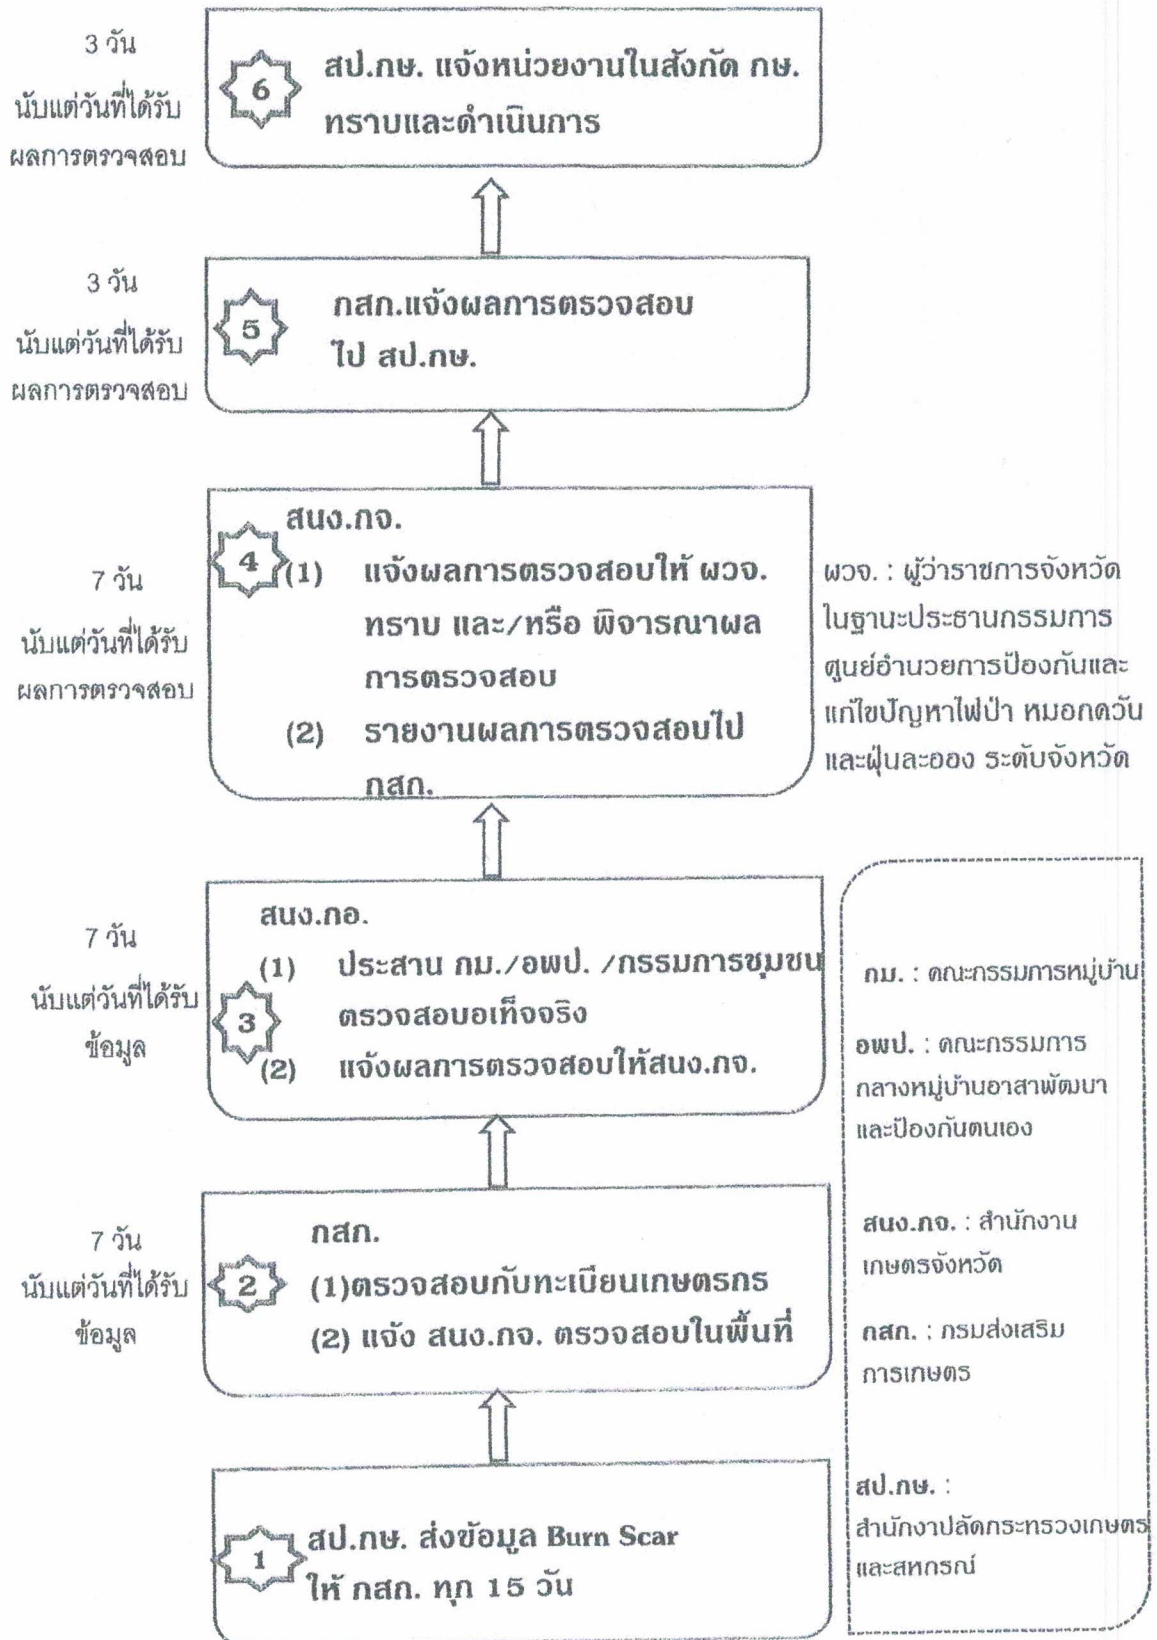 3 วัน
นับแต่วันที่ได้รับ
ผลการตรวจสอบ
6
สป.กษ. แจ้งหน่วยงานในสังกัด กษ.
ทราบและดำเนินการ
3 วัน
นับแต่วันที่ได้รับ
ผลการตรวจสอบ
5
กสก.แจ้งผลการตรวจสอบ
ไป สป.กษ.
7 วัน
นับแต่วันที่ได้รับ
ผลการตรวจสอบ
4
สนง.กจ.
(1) แจ้งผลการตรวจสอบให้ ผวจ.
ทราบ และ/หรือ พิจารณาผล
การตรวจสอบ
(2) รายงานผลการตรวจสอบไป
กสก.
ผวจ. : ผู้ว่าราชการจังหวัด
ในฐานะประธานกรรมการ
ศูนย์อำนวยการป้องกันและ
แก้ไขปัญหาไฟป่า หมอกควัน
และฝุ่นละออง ระดับจังหวัด
7 วัน
นับแต่วันที่ได้รับ
ข้อมูล
3
สนง.กอ.
(1) ประสาน กม./อพป. /กรรมการชุมชน
ตรวจสอบอเท็จจริง
(2) แจ้งผลการตรวจสอบให้สนง.กจ.
7 วัน
นับแต่วันที่ได้รับ
ข้อมูล
2
กสก.
(1)ตรวจสอบกับทะเบียนเกษตรกร
(2) แจ้ง สนง.กจ. ตรวจสอบในพื้นที่
1
สป.กษ. ส่งข้อมูล Burn Scar
ให้ กสก. ทุก 15 วัน
กม. : คณะกรรมการหมู่บ้าน
อพป. : คณะกรรมการ
กลางหมู่บ้านอาสาพัฒนา
และป้องกันตนเอง
สนง.กจ. : สำนักงาน
เกษตรจังหวัด
กสก. : กรมส่งเสริม
การเกษตร
สป.กษ. :
สำนักงาปลัดกระทรวงเกษตร
และสหกรณ์